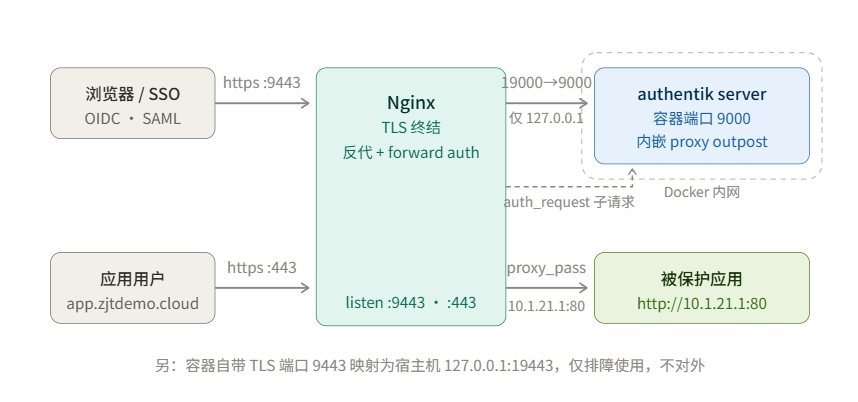 浏览器 / SSO
OIDC · SAML
https :9443
Nginx
TLS 终结
反代 + forward auth
19000→9000
仅 127.0.0.1
authentik server
容器端口 9000
内嵌 proxy outpost
auth_request 子请求
Docker 内网
应用用户
app.zjtdemo.cloud
https :443
listen :9443 · :443
proxy_pass
10.1.21.1:80
被保护应用
http://10.1.21.1:80
另：容器自带 TLS 端口 9443 映射为宿主机 127.0.0.1:19443，仅排障使用，不对外